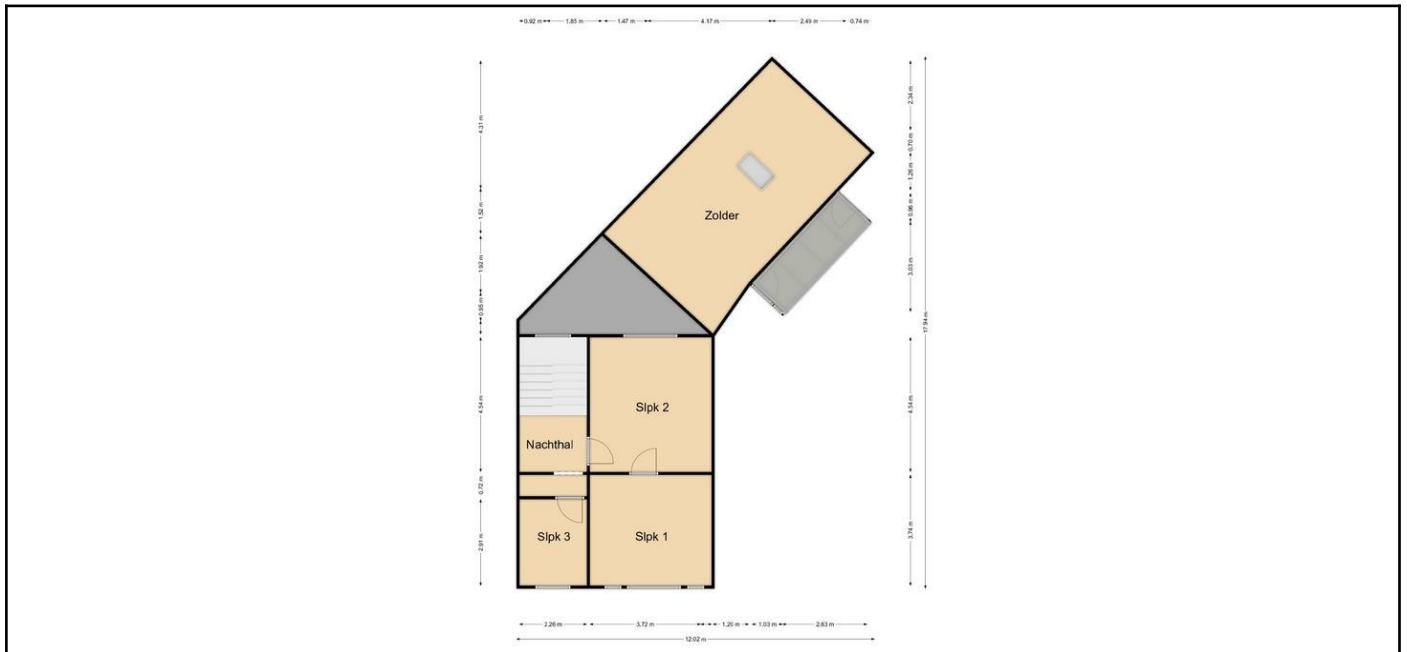 0.92 m 1.85 m 1.47 m 4.17 m 2.49 m 0.74 m
4.31 m
1.52 m
1.92 m
0.95 m
4.54 m
0.72 m
2.91 m
2.34 m
0.70 m
1.26 m
0.96 m
3.03 m
4.54 m
3.74 m
17.94 m
Zolder
Slpk 2
Nachthal
Slpk 3
Slpk 1
2.26 m 3.72 m 1.20 m 1.03 m 2.83 m
12.02 m